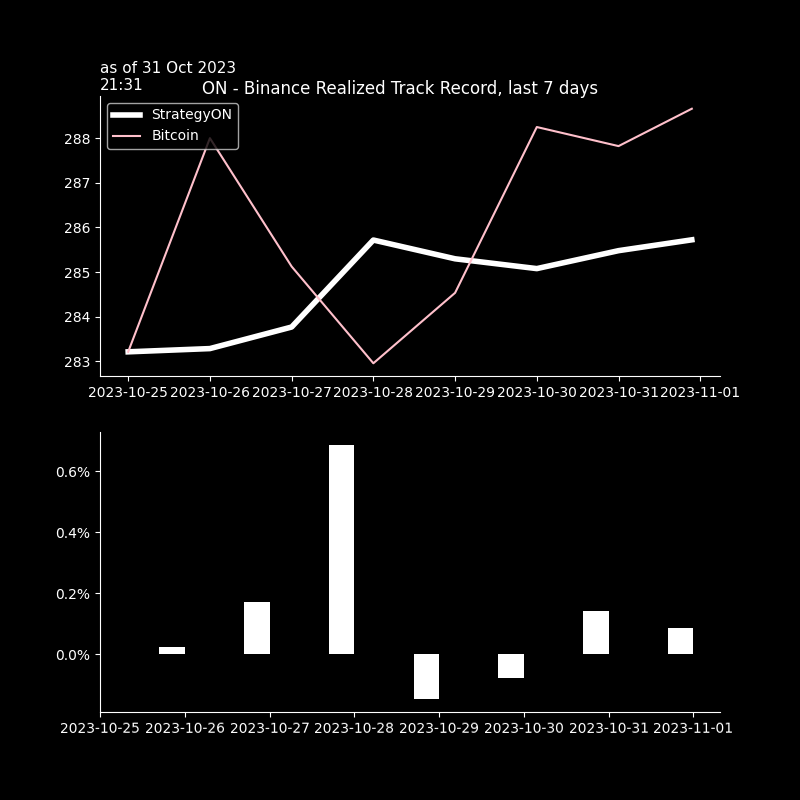 as of 31 Oct 2023
21:31
ON - Binance Realized Track Record, last 7 days
StrategyON
Bitcoin
288
287
286
285
284
283
2023-10-25 2023-10-26 2023-10-27 2023-10-28 2023-10-29 2023-10-30 2023-10-31 2023-11-01
0.6%
0.4%
0.2%
0.0%
2023-10-25 2023-10-26 2023-10-27 2023-10-28 2023-10-29 2023-10-30 2023-10-31 2023-11-01